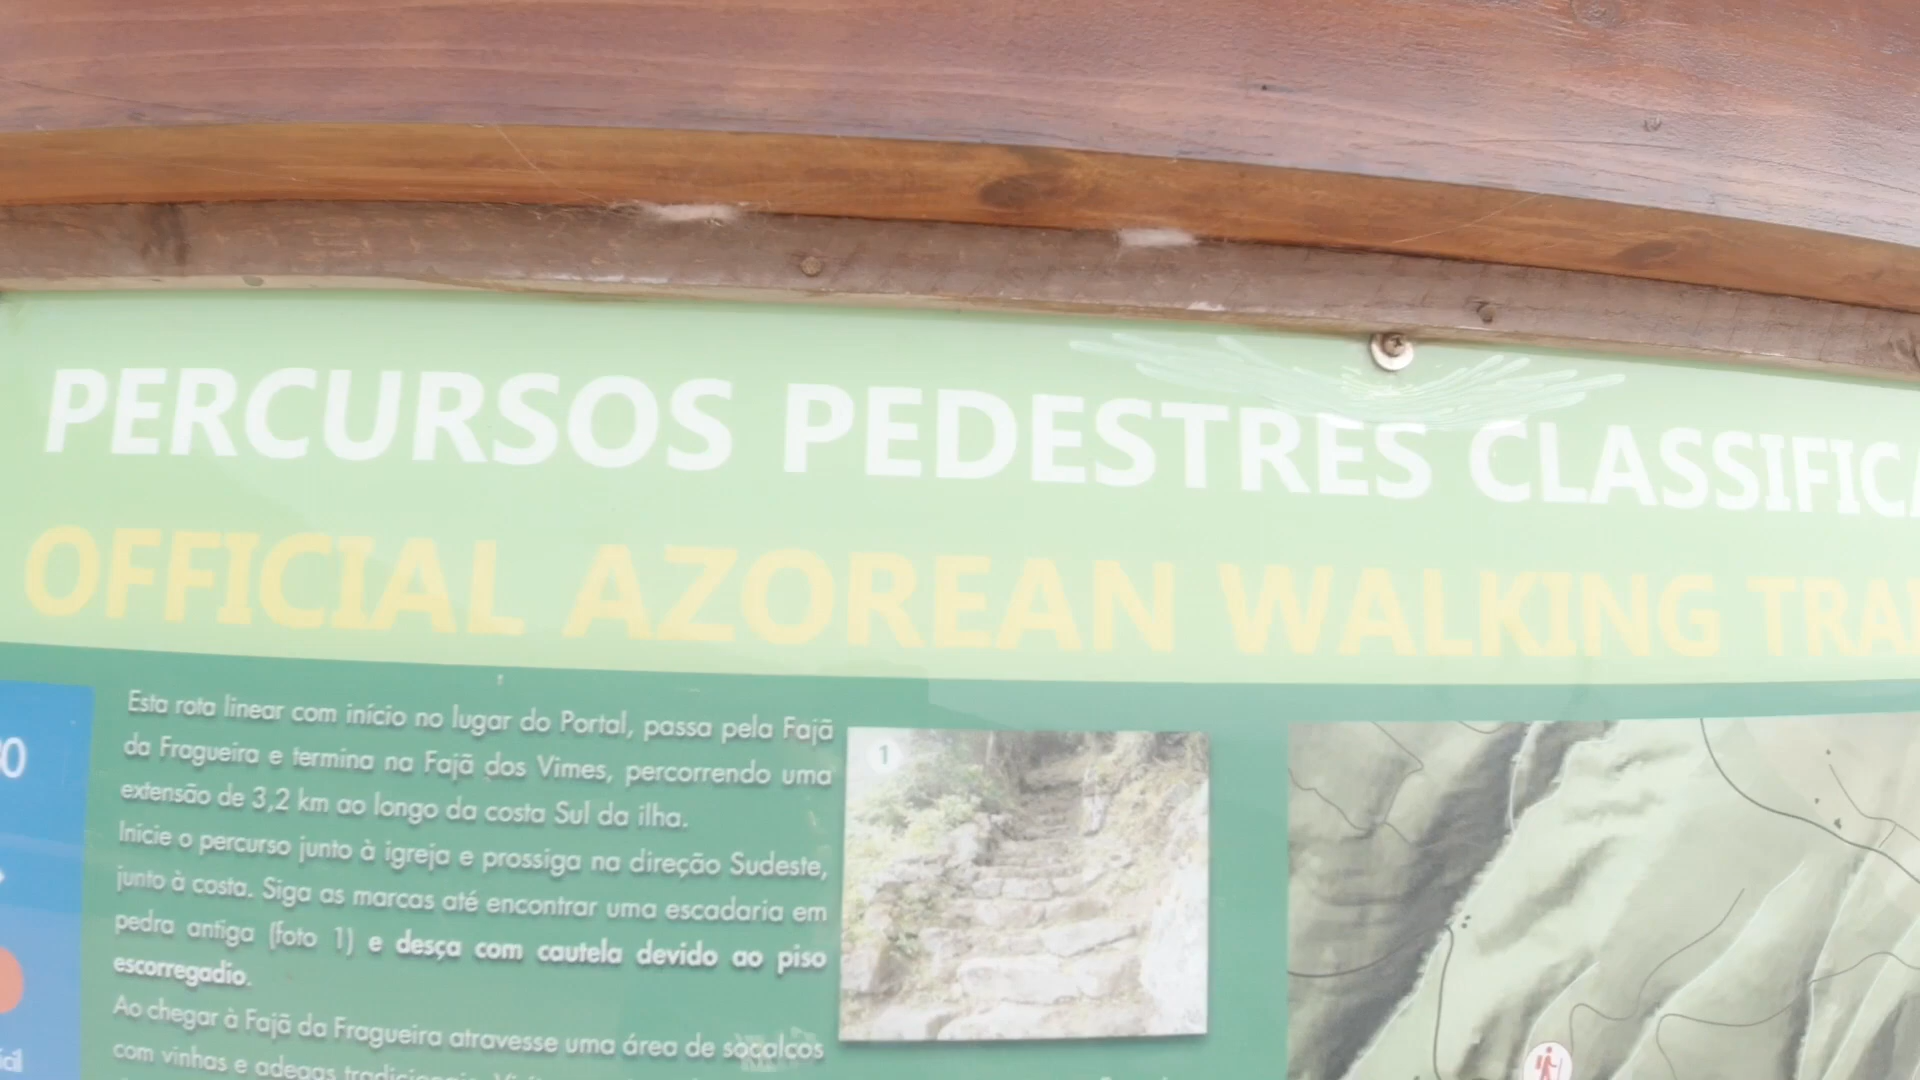 PERCURSOS PEDESTRES CLASSIFICA
OFFICIAL AZOREAN WALKING TRAI
Esta rota linear com início no lugar do Portal, passa pela Fajã
da Fragueira e termina na Fajã dos Vimes, percorrendo uma
extensão de 3,2 km ao longo da costa Sul da ilha.
Inicie o percurso junto à igreja e prossiga na direção Sudeste,
junto à costa. Siga as marcas até encontrar uma escadaria em
pedra antiga (foto 1) e desça com cautela devido ao piso
escorregadio.
Ao chegar à Fajã da Fragueira atravesse uma área de socalcos
com vinhas e adegas
1